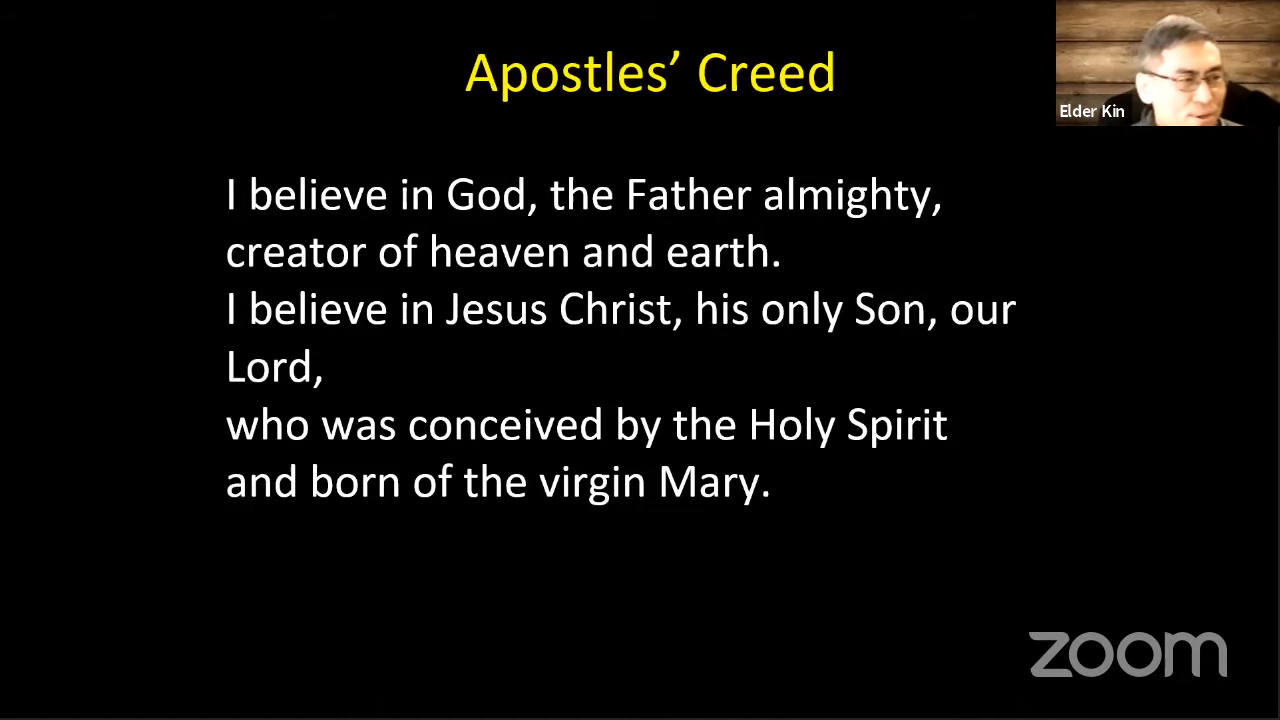 Apostles’ Creed
Elder Kin
I believe in God, the Father almighty,
creator of heaven and earth.
I believe in Jesus Christ, his only Son, our
Lord,
who was conceived by the Holy Spirit
and born of the virgin Mary.
zoom